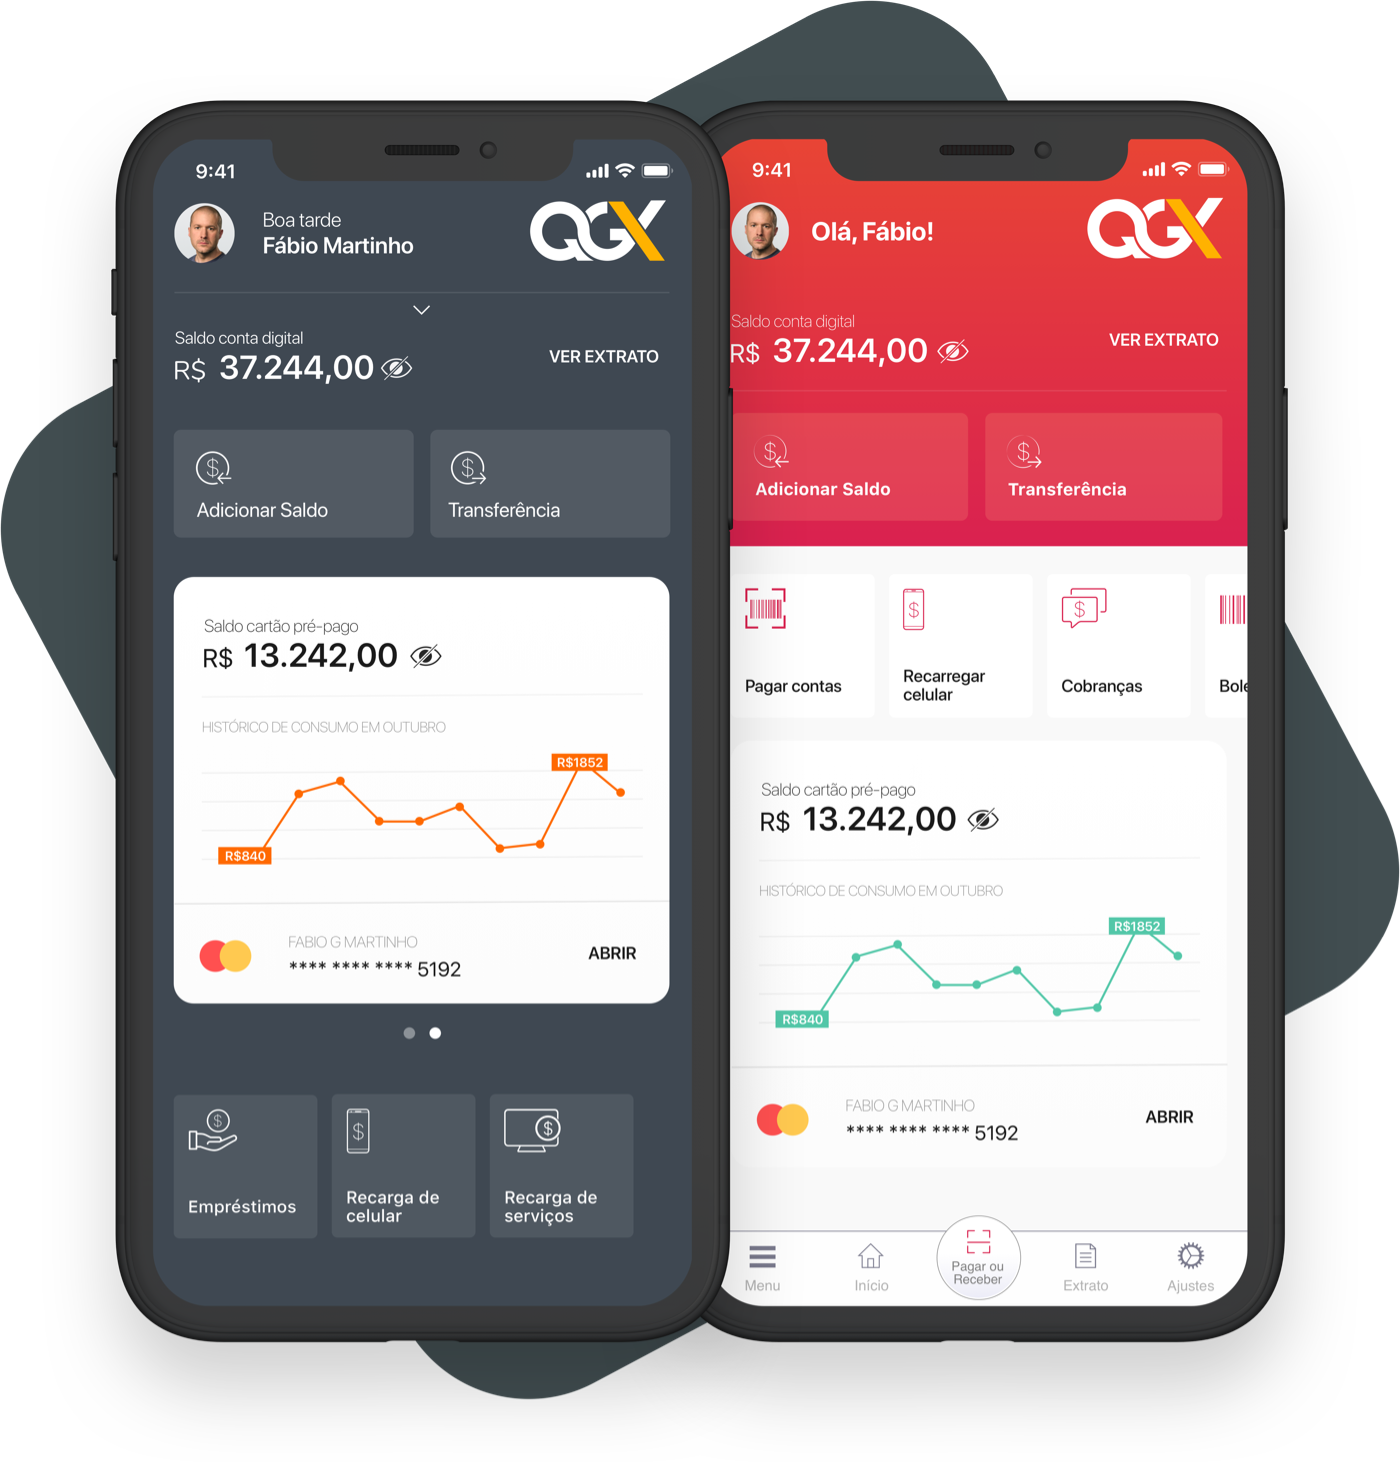 9:41
Boa tarde
Fábio Martinho
QGX
Saldo conta digital
R$ 37.244,00
VER EXTRATO
Adicionar Saldo
Transferência
Saldo cartão pré-pago
R$ 13.242,00
HISTÓRICO DE CONSUMO EM OUTUBRO
R$1852
R$840
FABIO G MARTINHO
**** **** **** 5192
ABRIR
Empréstimos
Recarga de
celular
Recarga de
serviços
9:41
Olá, Fábio!
QGX
Saldo conta digital
R$ 37.244,00
VER EXTRATO
Adicionar Saldo
Transferência
Pagar contas
Recarregar
celular
Cobranças
Bole
Saldo cartão pré-pago
R$ 13.242,00
HISTÓRICO DE CONSUMO EM OUTUBRO
R$1852
R$840
FABIO G MARTINHO
**** **** **** 5192
ABRIR
Menu
Início
Pagar ou
Receber
Extrato
Ajustes